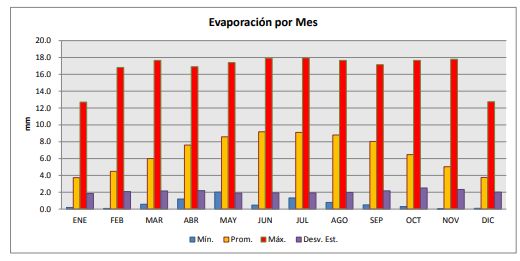 Evaporación por Mes
20.0
18.0
16.0
14.0
12.0
10.0
8.0
6.0
4.0
2.0
0.0
mm
ENE FEB MAR ABR MAY JUN JUL AGO SEP OCT NOV DIC
Mín. Prom. Máx. Desv. Est.